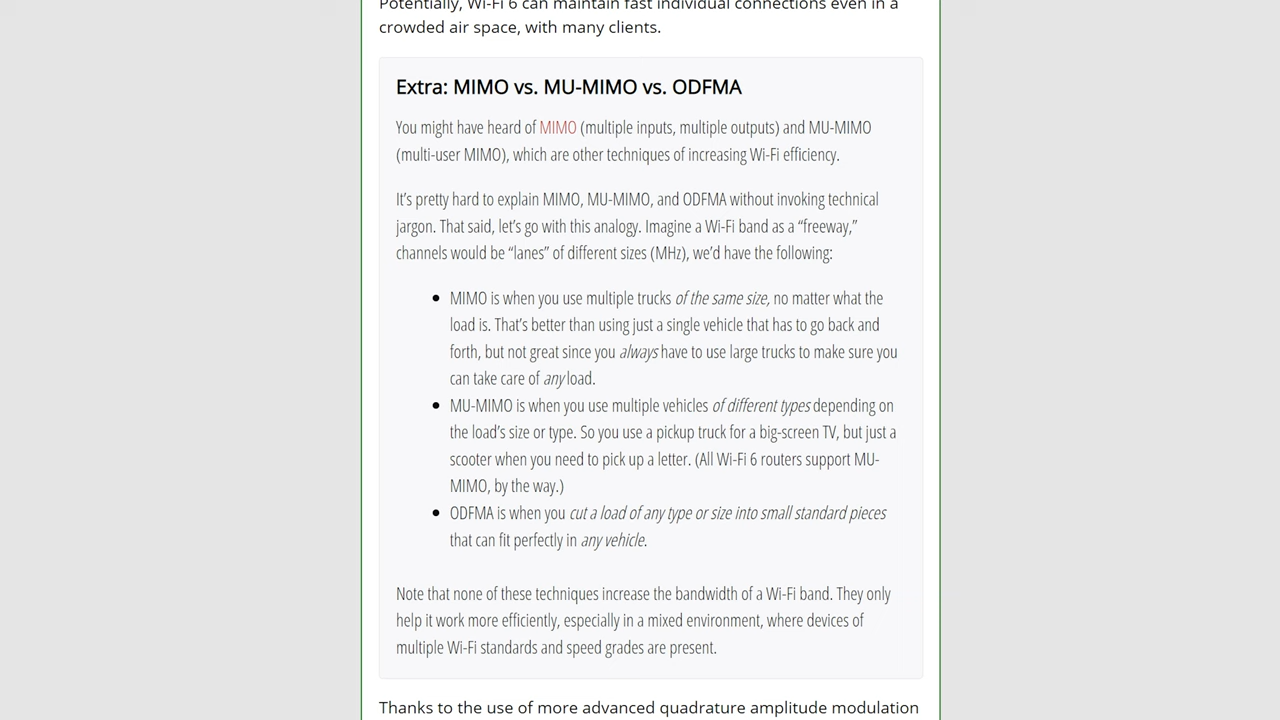 Potentially, Wi-Fi 6 can maintain fast individual connections even in a
crowded air space, with many clients.
Extra: MIMO vs. MU-MIMO vs. ODFMA
You might have heard of MIMO (multiple inputs, multiple outputs) and MU-MIMO
(multi-user MIMO), which are other techniques of increasing Wi-Fi efficiency.
It’s pretty hard to explain MIMO, MU-MIMO, and ODFMA without invoking technical
jargon. That said, let’s go with this analogy. Imagine a Wi-Fi band as a “freeway,”
channels would be “lanes” of different sizes (MHz), we’d have the following:
• MIMO is when you use multiple trucks of the same size, no matter what the
load is. That’s better than using just a single vehicle that has to go back and
forth, but not great since you always have to use large trucks to make sure you
can take care of any load.
• MU-MIMO is when you use multiple vehicles of different types depending on
the load’s size or type. So you use a pickup truck for a big-screen TV, but just a
scooter when you need to pick up a letter. (All Wi-Fi 6 routers support MU-
MIMO, by the way.)
• ODFMA is when you cut a load of any type or size into small standard pieces
that can fit perfectly in any vehicle.
Note that none of these techniques increase the bandwidth of a Wi-Fi band. They only
help it work more efficiently, especially in a mixed environment, where devices of
multiple Wi-Fi standards and speed grades are present.
Thanks to the use of more advanced quadrature amplitude modulation